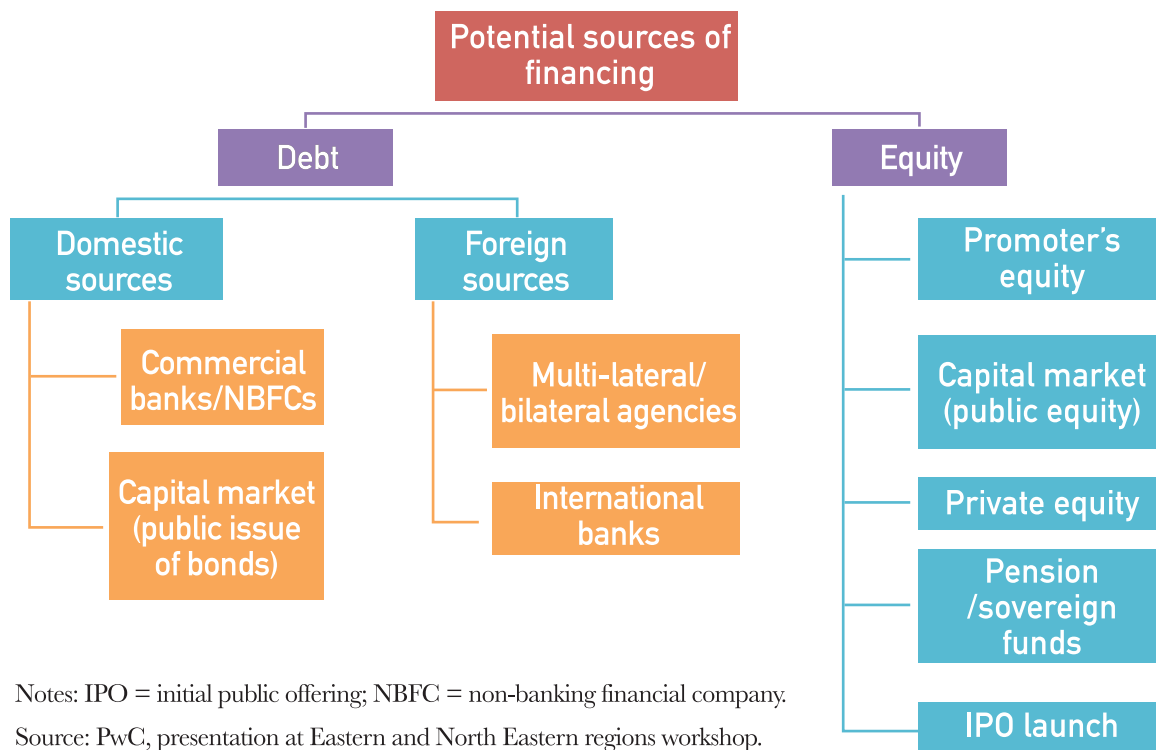 Potential sources of
financing
Debt
Equity
Domestic
sources
Foreign
sources
Commercial
banks/NBFCs
Capital market
(public issue
of bonds)
Multi-lateral/
bilateral agencies
International
banks
Promoter’s
equity
Capital market
(public equity)
Private equity
Pension
/sovereign
funds
IPO launch
Notes: IPO = initial public offering; NBFC = non-banking financial company.
Source: PwC, presentation at Eastern and North Eastern regions workshop.